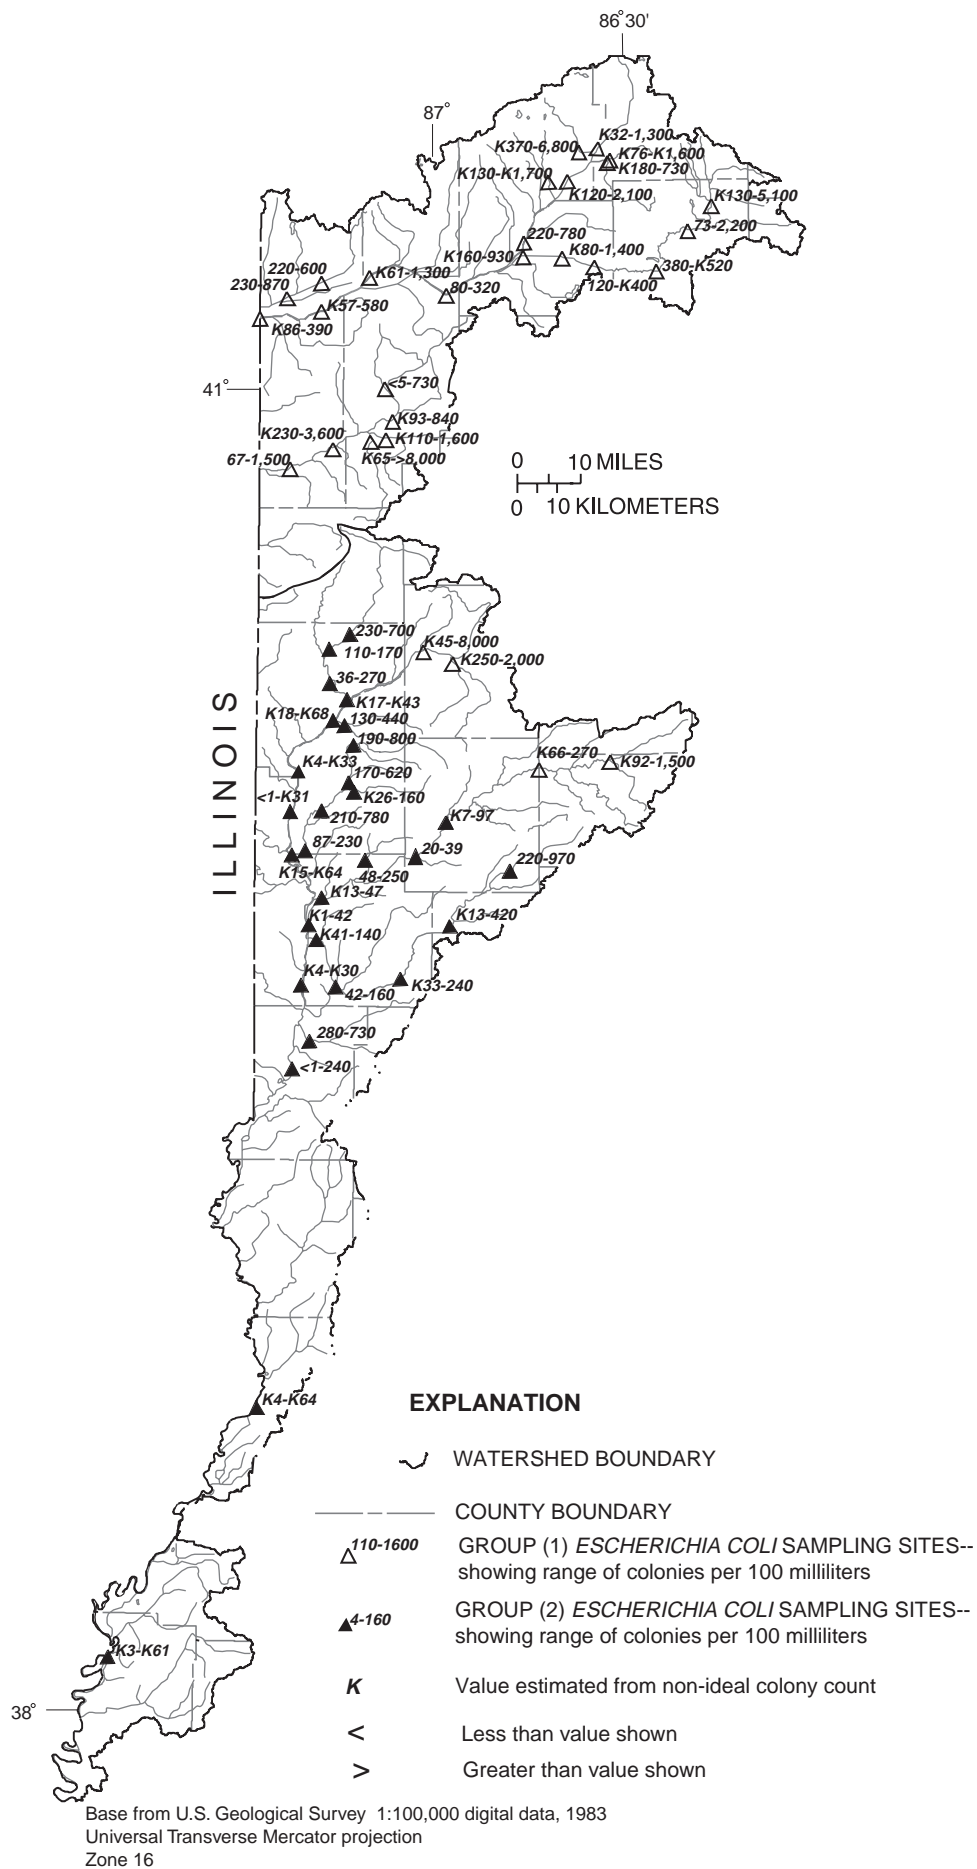 86°30'
87°
K32-1,300
K370-6,800
K76-K1,600
K180-730
K130-K1,700
K120-2,100
K130-5,100
73-2,200
220-780
K160-930
K80-1,400
380-K520
120-K400
220-600
K61-1,300
230-870
80-320
K57-580
K86-390
41°
<5-730
K93-840
K230-3,600
K110-1,600
67-1,500
K65->8,000
0 10 MILES
0 10 KILOMETERS
230-700
110-170
K45-8,000
K250-2,000
36-270
K17-K43
K18-K68
130-440
190-800
K66-270
K92-1,500
K4-K33
170-620
<1-K31
K26-160
210-780
K7-97
87-230
20-39
220-970
K15-K64
48-250
K13-47
K1-42
K13-420
K41-140
K4-K30
42-160
K33-240
280-730
<1-240
ILLINOIS
K4-K64
EXPLANATION
WATERSHED BOUNDARY
COUNTY BOUNDARY
110-1600
GROUP (1) ESCHERICHIA COLI SAMPLING SITES--
showing range of colonies per 100 milliliters
4-160
GROUP (2) ESCHERICHIA COLI SAMPLING SITES--
showing range of colonies per 100 milliliters
K3-K61
K Value estimated from non-ideal colony count
38°
< Less than value shown
> Greater than value shown
Base from U.S. Geological Survey 1:100,000 digital data, 1983
Universal Transverse Mercator projection
Zone 16